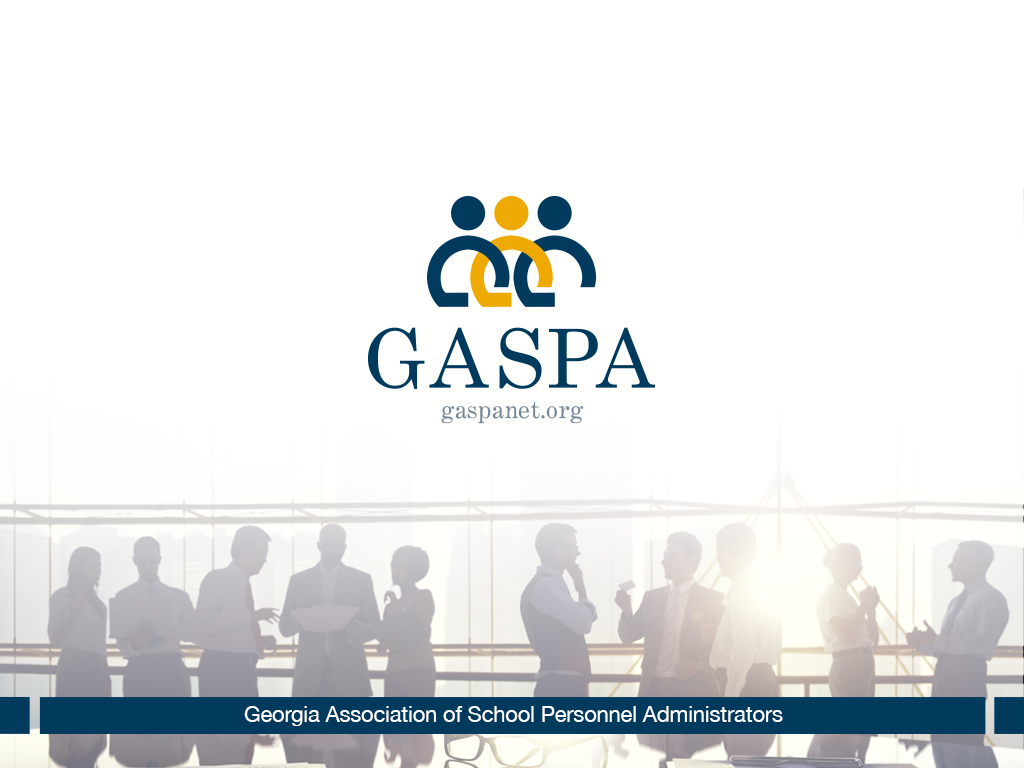 GASPA
gaspanet.org
Georgia Association of School Personnel Administrators